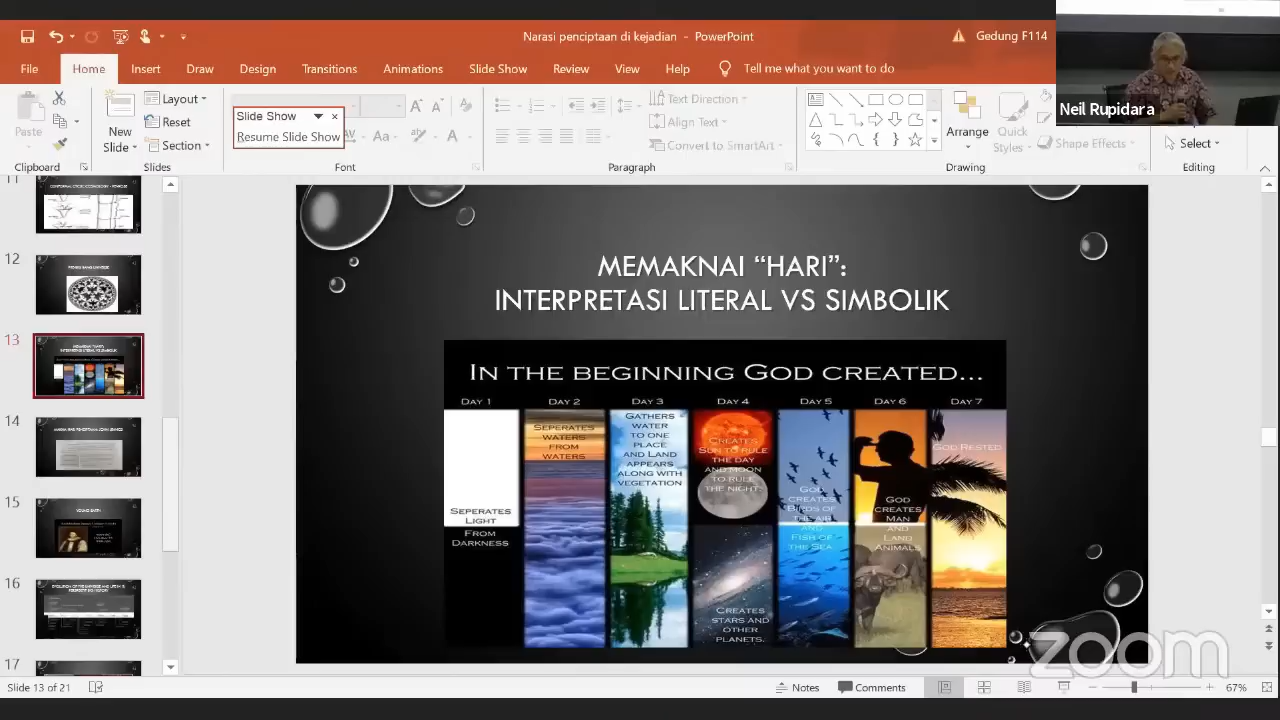 Narasi penciptaan di kejadian - PowerPoint
Gedung F114
File Home Insert Draw Design Transitions Animations Slide Show Review View Help Tell me what you want to do
Paste
Clipboard
New
Slide
Layout
Reset
Section
Slides
Slide Show
Resume Slide Show
Aa
Font
Text Direction
Align Text
Convert to SmartArt
Paragraph
Arrange
Quick
Styles
Shape Effects
Drawing
Select
Editing
Neil Rupidara
11
12
13
14
15
YOUNG EARTH
16
17
MEMAKNAI “HARI”:
INTERPRETASI LITERAL VS SIMBOLIK
IN THE BEGINNING GOD CREATED...
DAY 1 DAY 2 DAY 3 DAY 4 DAY 5 DAY 6 DAY 7
SEPERATES
LIGHT
FROM
DARKNESS
SEPERATES
WATERS
FROM
WATERS
GATHERS
WATER
TO ONE
PLACE
AND LAND
APPEARS
ALONG WITH
VEGETATION
CREATES
SUN TO RULE
THE DAY
AND MOON
TO RULE
THE NIGHT.
CREATES
STARS AND
OTHER
PLANETS.
GOD
CREATES
BIRDS OF
THE AIR
AND
FISH OF
THE SEA
GOD
CREATES
MAN
AND
LAND
ANIMALS
GOD RESTED
zoom
Slide 13 of 21
Notes
Comments
67%